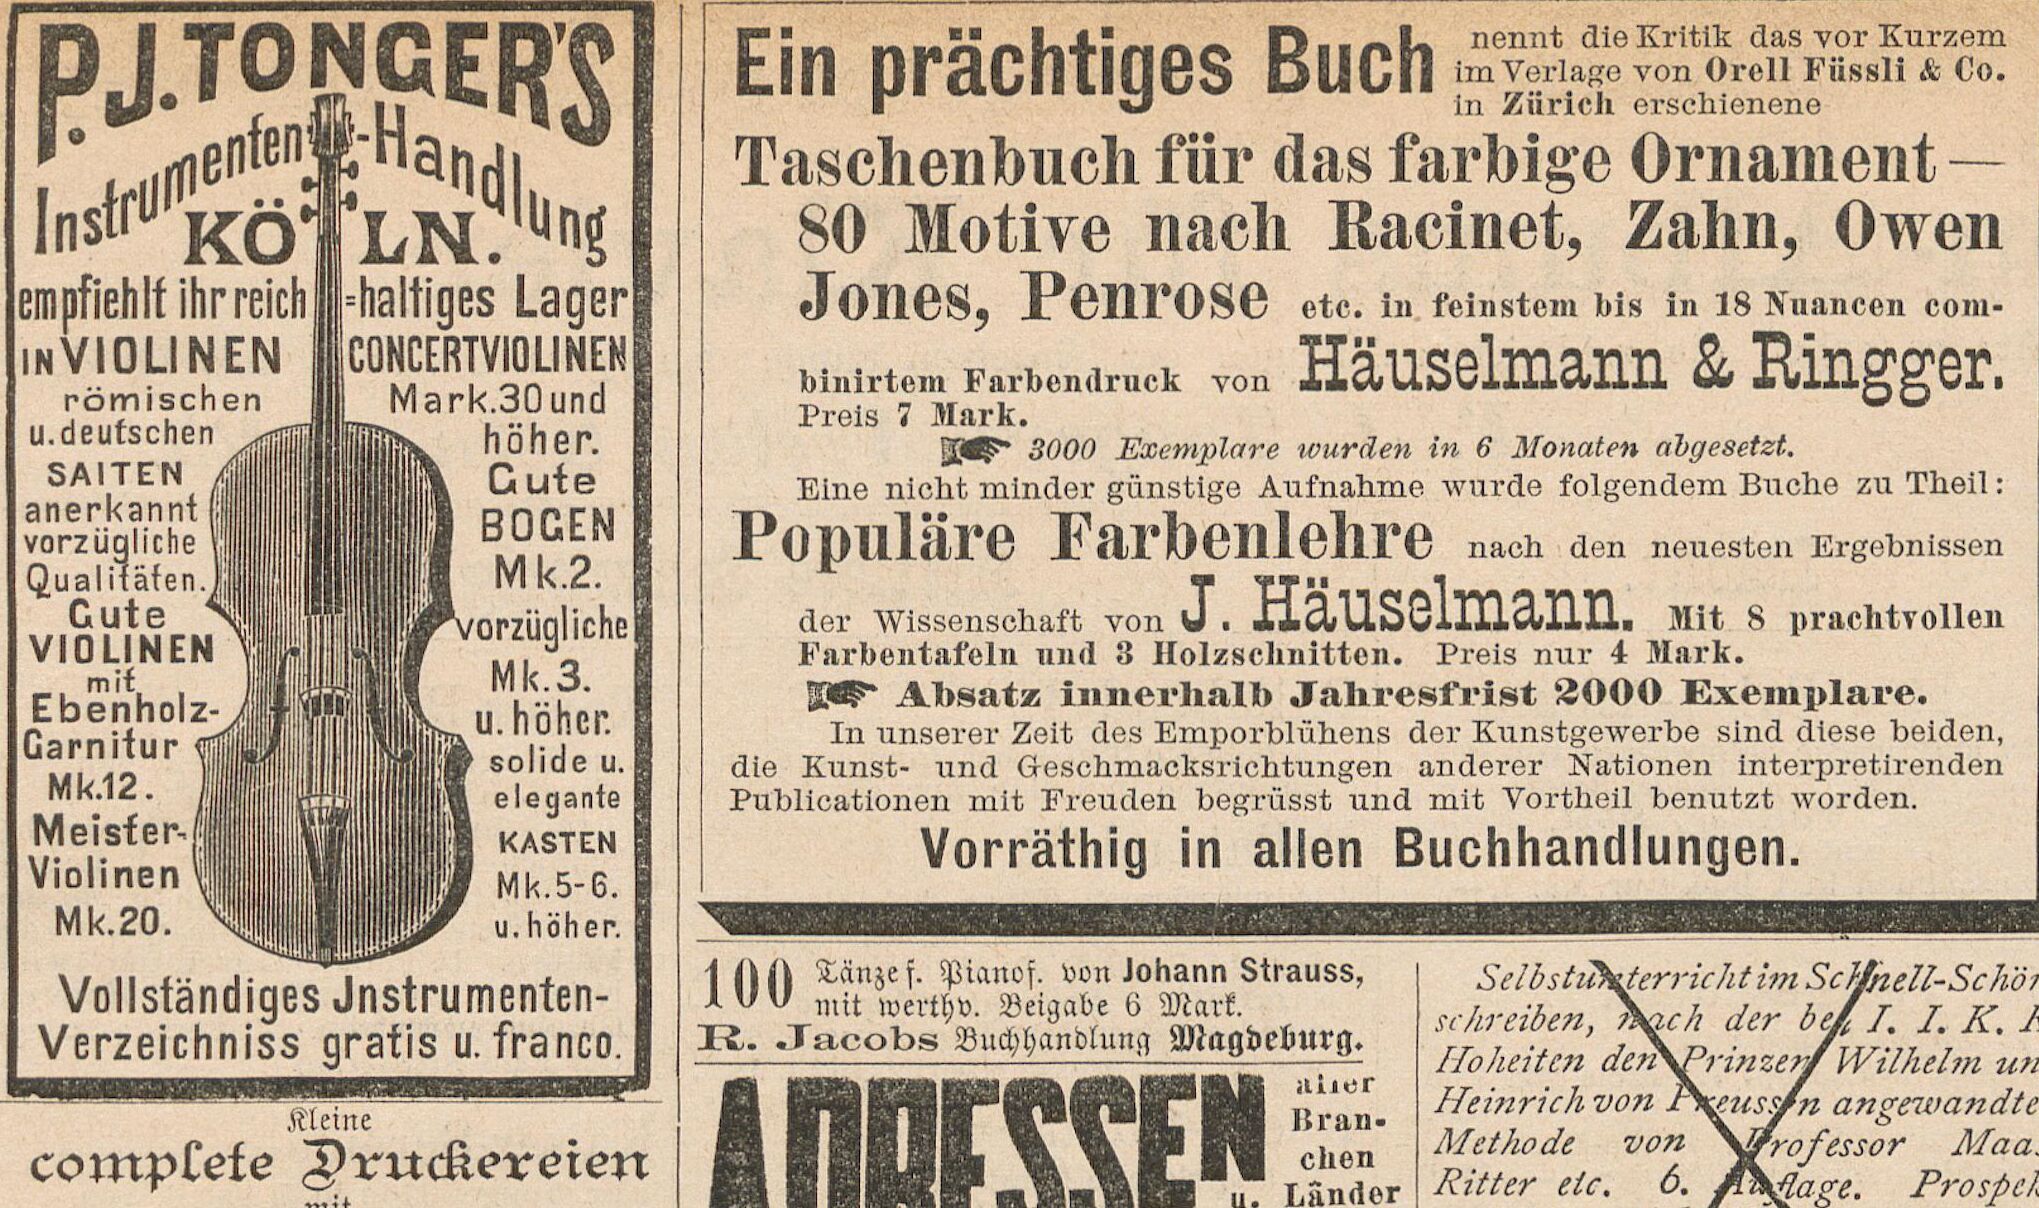 P. J. TONGER'S
Instrumenten-Handlung
KÖLN.
empfiehlt ihr reich=haltiges Lager
IN VIOLINEN
römischen
u. deutschen
SAITEN
anerkannt
vorzügliche
Qualitäten.
Gute
VIOLINEN
mit
Ebenholz-
Garnitur
Mk. 12.
Meister-
Violinen
Mk. 20.
CONCERTVIOLINEN
Mark. 30 und
höher.
Gute
BOGEN
Mk. 2.
vorzügliche
Mk. 3.
u. höher.
solide u.
elegante
KASTEN
Mk. 5-6.
u. höher.
Vollständiges Jnstrumenten-
Verzeichniss gratis u. franco.
Kleine
complete Druckereien
mit
Ein prächtiges Buch nennt die Kritik das vor Kurzem
im Verlage von Orell Füssli & Co.
in Zürich erschienene
Taschenbuch für das farbige Ornament —
80 Motive nach Racinet, Zahn, Owen
Jones, Penrose etc. in feinstem bis in 18 Nuancen com-
binirtem Farbendruck von Häuselmann & Ringger.
Preis 7 Mark.
☛ 3000 Exemplare wurden in 6 Monaten abgesetzt.
Eine nicht minder günstige Aufnahme wurde folgendem Buche zu Theil:
Populäre Farbenlehre nach den neuesten Ergebnissen
der Wissenschaft von J. Häuselmann. Mit 8 prachtvollen
Farbentafeln und 3 Holzschnitten. Preis nur 4 Mark.
☛ Absatz innerhalb Jahresfrist 2000 Exemplare.
In unserer Zeit des Emporblühens der Kunstgewerbe sind diese beiden,
die Kunst- und Geschmacksrichtungen anderer Nationen interpretirenden
Publicationen mit Freuden begrüsst und mit Vortheil benutzt worden.
Vorräthig in allen Buchhandlungen.
100 Tänze f. Pianof. von Johann Strauss,
mit werthv. Beigabe 6 Mark.
R. Jacobs Buchhandlung Magdeburg.
ADRESSEN aller
Bran-
chen
u. Länder
Selbstunterricht im Schnell-Schön
schreiben, nach der bei I. I. K. K
Hoheiten den Prinzen Wilhelm un
Heinrich von Preussen angewandte
Methode von Professor Maas
Ritter etc. 6. Auflage. Prospek